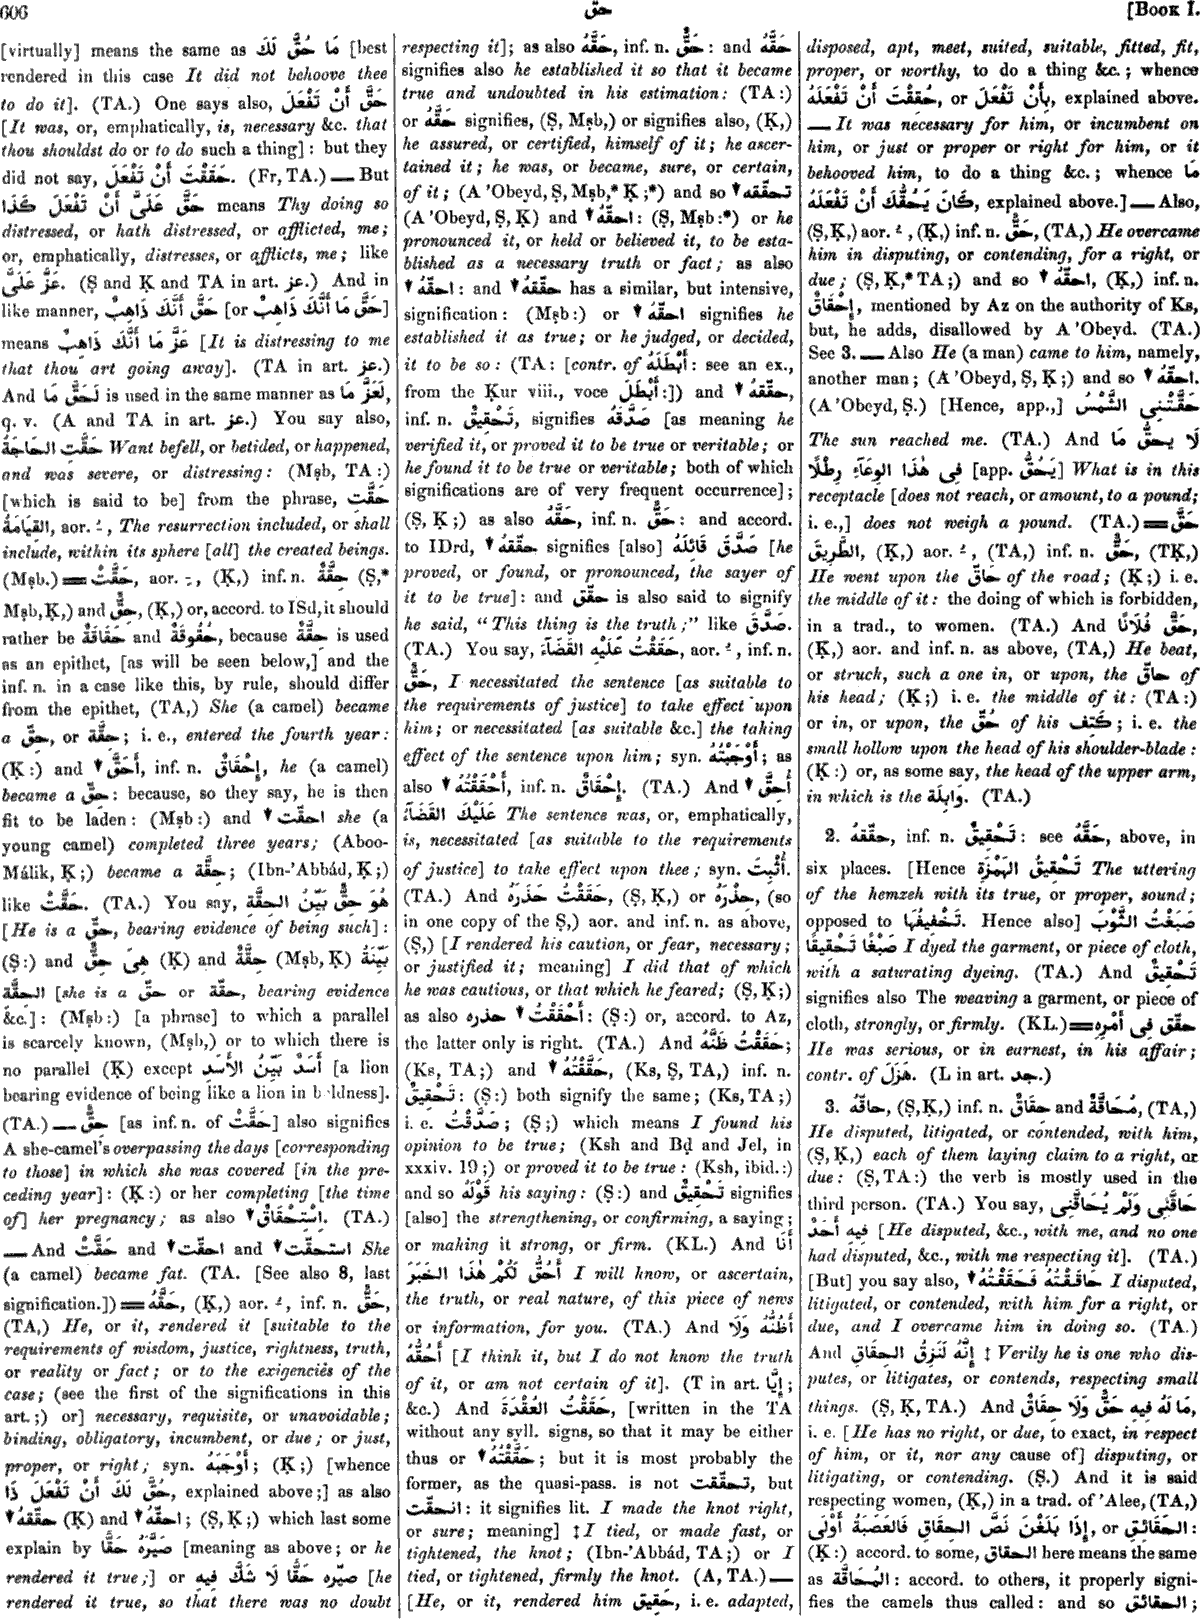 606
حق
[Book I.
[virtually] means the same as مَا حُقَّ لَكَ [best
rendered in this case It did not behoove thee
to do it]. (TA.) One says also, حَقَّ أَنْ تَفْعَلَ
[It was, or, emphatically, is, necessary &c. that
thou shouldst do or to do such a thing]: but they
did not say, حَقَقْتَ أَنْ تَفْعَلَ. (Fr, TA.) — But
حَقَّ عَلَىَّ أَنْ تَفْعَلَ كَذَا means Thy doing so
distressed, or hath distressed, or afflicted, me;
or, emphatically, distresses, or afflicts, me; like
عَزَّ عَلَىَّ. (Ṣ and Ḳ and TA in art. عز.) And in
like manner, حَقَّ أَنَّكَ ذَاهِبٌ [or حَقَّ مَا أَنَّكَ ذَاهِبٌ]
means عَزَّ مَا أَنَّكَ ذَاهِبٌ [It is distressing to me
that thou art going away]. (TA in art. عز.)
And لَحَقَّ مَا is used in the same manner as لَعَزَّ مَا,
q. v. (A and TA in art. عز.) You say also,
حَقَّتِ الحَاجَةُ Want befell, or betided, or happened,
and was severe, or distressing: (Mṣb, TA:)
[which is said to be] from the phrase, حَقَّتِ
القِيَامَةُ, aor. ـُ, The resurrection included, or shall
include, within its sphere [all] the created beings.
(Mṣb.) = حَقَّتْ, aor. ـِ, (Ḳ,) inf. n. حِقَّةٌ (Ṣ,*
Mṣb, Ḳ,) and حِقٌّ, (Ḳ,) or, accord. to ISd, it should
rather be حَقَاقَةٌ and حُقُوقَةٌ, because حِقَّةٌ is used
as an epithet, [as will be seen below,] and the
inf. n. in a case like this, by rule, should differ
from the epithet, (TA,) She (a camel) became
a حِقّ, or حِقَّة; i. e., entered the fourth year:
(Ḳ:) and ▼ أَحَقَّ, inf. n. إِحْقَاقٌ, he (a camel)
became a حِقّ: because, so they say, he is then
fit to be laden: (Mṣb:) and ▼ احقّت she (a
young camel) completed three years; (Aboo-
Málik, Ḳ;) became a حِقَّة; (Ibn-'Abbád, Ḳ;)
like حَقَّتْ. (TA.) You say, هُوَ حِقٌّ بَيِّنُ الحِقَّةِ
[He is a حِقّ, bearing evidence of being such]:
(Ṣ:) and هِىَ حِقٌّ (Ḳ) and حِقَّةٌ (Mṣb, Ḳ) بَيِّنَةُ
الحِقَّةِ [she is a حِقّ or حِقَّة, bearing evidence
&c.]: (Mṣb:) [a phrase] to which a parallel
is scarcely known, (Mṣb,) or to which there is
no parallel (Ḳ) except أَسَدٌ بَيِّنُ الأَسَدِ [a lion
bearing evidence of being like a lion in boldness].
(TA.) — حِقٌّ [as inf. n. of حَقَّتْ] also signifies
A she-camel's overpassing the days [corresponding
to those] in which she was covered [in the pre-
ceding year]: (Ḳ:) or her completing [the time
of] her pregnancy; as also ▼ اِسْتِحْقَاقٌ. (TA.)
— And حَقَّتْ and ▼ احقّت and ▼ استحقّت She
(a camel) became fat. (TA. [See also 8, last
signification.]) = حَقَّهُ, (Ḳ,) aor. ـُ, inf. n. حَقٌّ,
(TA,) He, or it, rendered it [suitable to the
requirements of wisdom, justice, rightness, truth,
or reality or fact; or to the exigencies of the
case; (see the first of the significations in this
art.;) or] necessary, requisite, or unavoidable;
binding, obligatory, incumbent, or due; or just,
proper, or right; syn. أَوْجَبَهُ; (Ḳ;) [whence
حُقَّ لَكَ أَنْ تَفْعَلَ ذَا, explained above;] as also
▼ حقّقهُ (Ḳ) and ▼ احقّهُ; (Ṣ, Ḳ;) which last some
explain by صَيَّرَهُ حَقًّا [meaning as above; or he
rendered it true;] or صيّره حَقًّا لَا شَكَّ فِيهِ [he
rendered it true, so that there was no doubt
respecting it]; as also حَقَّهُ, inf. n. حَقٌّ: and حَقَّهُ
signifies also he established it so that it became
true and undoubted in his estimation: (TA:)
or حَقَّهُ signifies, (Ṣ, Mṣb,) or signifies also, (Ḳ,)
he assured, or certified, himself of it; he ascer-
tained it; he was, or became, sure, or certain,
of it; (A 'Obeyd, Ṣ, Mṣb,* Ḳ;*) and so ▼ تحقّقه
(A 'Obeyd, Ṣ, Ḳ) and ▼ احقّهُ: (Ṣ, Mṣb:*) or he
pronounced it, or held or believed it, to be esta-
blished as a necessary truth or fact; as also
▼ احقّهُ: and ▼ حقّقهُ has a similar, but intensive,
signification: (Mṣb:) or ▼ احقّهُ signifies he
established it as true; or he judged, or decided,
it to be so: (TA: [contr. of أَبْطَلَهُ: see an ex.,
from the Ḳur viii., voce أَبْطَلَ:]) and ▼ حقّقهُ,
inf. n. تَحْقِيقٌ, signifies صَدَّقَهُ [as meaning he
verified it, or proved it to be true or veritable; or
he found it to be true or veritable; both of which
significations are of very frequent occurrence];
(Ṣ, Ḳ;) as also حَقَّهُ, inf. n. حَقٌّ: and accord.
to IDrd, ▼ حقّقهُ signifies [also] صَدَّقَ قَائِلَهُ [he
proved, or found, or pronounced, the sayer of
it to be true]: and حقّق is also said to signify
he said, "This thing is the truth;" like صَدَّقَ.
(TA.) You say, حَقَقْتُ عَلَيْهِ القَضَآءَ, aor. ـُ, inf. n.
حَقٌّ, I necessitated the sentence [as suitable to
the requirements of justice] to take effect upon
him; or necessitated [as suitable &c.] the taking
effect of the sentence upon him; syn. أَوْجَبْتُهُ; as
also ▼ أَحْقَقْتُهُ, inf. n. إِحْقَاقٌ. (TA.) And ▼ أُحِقَّ
عَلَيْكَ القَضَآءُ The sentence was, or, emphatically,
is, necessitated [as suitable to the requirements
of justice] to take effect upon thee; syn. أُثْبِتَ.
(TA.) And حَقَقْتُ حَذَرَهُ, (Ṣ, Ḳ,) or حِذْرَهُ, (so
in one copy of the Ṣ,) aor. and inf. n. as above,
(Ṣ,) [I rendered his caution, or fear, necessary;
or justified it; meaning] I did that of which
he was cautious, or that which he feared; (Ṣ, Ḳ;)
as also ▼ أَحْقَقْتُ حذره: (Ṣ:) or, accord. to Az,
the latter only is right. (TA.) And حَقَقْتُ ظَنَّهُ;
(Ks, TA;) and ▼ حَقَّقْتُهُ, (Ks, Ṣ, TA,) inf. n.
تَحْقِيقٌ: (Ṣ:) both signify the same; (Ks, TA;)
i. e. صَدَّقْتُ; (Ṣ;) which means I found his
opinion to be true; (Ksh and Bḍ and Jel, in
xxxiv. 19;) or proved it to be true: (Ksh, ibid.:)
and so قَوْلَهُ his saying: (Ṣ:) and تَحْقِيقٌ signifies
[also] the strengthening, or confirming, a saying;
or making it strong, or firm. (KL.) And أَنَا
أَحُقُّ لَكُمْ هٰذَا الخَبَرَ I will know, or ascertain,
the truth, or real nature, of this piece of news
or information, for you. (TA.) And أَظُنُّهُ وَلَا
أَحُقُّهُ [I think it, but I do not know the truth
of it, or am not certain of it]. (T in art. إِيَّا;
&c.) And حَقَقْتُ العُقْدَةَ, [written in the TA
without any syll. signs, so that it may be either
thus or ▼ حَقَّقْتُهُ; but it is most probably the
former, as the quasi-pass. is not تحقّقت, but
انحقّت: it signifies lit. I made the knot right,
or sure; meaning] ‡ I tied, or made fast, or
tightened, the knot; (Ibn-'Abbád, TA;) or I
tied, or tightened, firmly the knot. (A, TA.) —
[He, or it, rendered him حَقِيق, i. e. adapted,
disposed, apt, meet, suited, suitable, fitted, fit,
proper, or worthy, to do a thing &c.; whence
حُقِقْتَ أَنْ تَفْعَلَهُ, or بِأَنْ تَفْعَلَ, explained above.
— It was necessary for him, or incumbent on
him, or just or proper or right for him, or it
behooved him, to do a thing &c.; whence مَا
كَانَ يَحُقُّكَ أَنْ تَفْعَلَهُ, explained above.] — Also,
(Ṣ, Ḳ,) aor. ـُ, (Ḳ,) inf. n. حَقٌّ, (TA,) He overcame
him in disputing, or contending, for a right, or
due; (Ṣ, Ḳ,* TA;) and so ▼ احقّهُ, (Ḳ,) inf. n.
إِحْقَاقٌ, mentioned by Az on the authority of Ks,
but, he adds, disallowed by A 'Obeyd. (TA.)
See 3. — Also He (a man) came to him, namely,
another man; (A 'Obeyd, Ṣ, Ḳ;) and so ▼ احقّهُ.
(A 'Obeyd, Ṣ.) [Hence, app.,] حَقَّتْنِى الشَّمْسُ
The sun reached me. (TA.) And لَا يحقُّ مَا
فِى هٰذَا الوِعَآءِ رِطْلًا [app. يَحُقُّ] What is in this
receptacle [does not reach, or amount, to a pound;
i. e.,] does not weigh a pound. (TA.) = حَقَّ
الطَّرِيقَ, (Ḳ,) aor. ـُ, (TA,) inf. n. حَقٌّ, (TḲ,)
He went upon the حَاقّ of the road; (Ḳ;) i. e.
the middle of it: the doing of which is forbidden,
in a trad., to women. (TA.) And حَقَّ فُلَانًا,
(Ḳ,) aor. and inf. n. as above, (TA,) He beat,
or struck, such a one in, or upon, the حَاقّ of
his head; (Ḳ;) i. e. the middle of it: (TA:)
or in, or upon, the حُقّ of his كَتِف; i. e. the
small hollow upon the head of his shoulder-blade:
(Ḳ:) or, as some say, the head of the upper arm,
in which is the وَابِلَة. (TA.)
2. حقّقهُ, inf. n. تَحْقِيقٌ: see حَقَّهُ, above, in
six places. [Hence تَحْقِيقُ الهَمْزَةِ The uttering
of the hemzeh with its true, or proper, sound;
opposed to تَخْفِيفُهَا. Hence also] صَبَغْتُ الثَّوْبَ
صَبْغًا تَحْقِيقًا I dyed the garment, or piece of cloth,
with a saturating dyeing. (TA.) And تَحْقِيقٌ
signifies also The weaving a garment, or piece of
cloth, strongly, or firmly. (KL.) = حقّق فِى أَمْرِهِ
He was serious, or in earnest, in his affair;
contr. of هَزَلَ. (L in art. جد.)
3. حاقّهُ, (Ṣ, Ḳ,) inf. n. حِقَاقٌ and مُحَاقَّةٌ, (TA,)
He disputed, litigated, or contended, with him,
(Ṣ, Ḳ,) each of them laying claim to a right, or
due: (Ṣ, TA:) the verb is mostly used in the
third person. (TA.) You say, حَاقَّنِى وَلَمْ يُحَاقَّنِى
فِيهِ أَحَدٌ [He disputed, &c., with me, and no one
had disputed, &c., with me respecting it]. (TA.)
[But] you say also, ▼ حَاقَقْتُهُ فَحَقَقْتُهُ I disputed,
litigated, or contended, with him for a right, or
due, and I overcame him in doing so. (TA.)
And إِنَّهُ لَنَزِقُ الحِقَاقِ ‡ Verily he is one who dis-
putes, or litigates, or contends, respecting small
things. (Ṣ, Ḳ, TA.) And مَا لَهُ فِيهِ حَقٌّ وَلَا حِقَاقٌ,
i. e. [He has no right, or due, to exact, in respect
of him, or it, nor any cause of] disputing, or
litigating, or contending. (Ṣ.) And it is said
respecting women, (Ḳ,) in a trad. of 'Alee, (TA,)
إِذَا بَلَغْنَ نَصَّ الحِقَاقِ فَالعَصَبَةُ أَوْلَى, or الحَقَائِقِ:
(Ḳ:) accord. to some, الحقاق here means the same
as المُحَاقَّةُ: accord. to others, it properly signi-
fies the camels thus called: and so الحقائق;